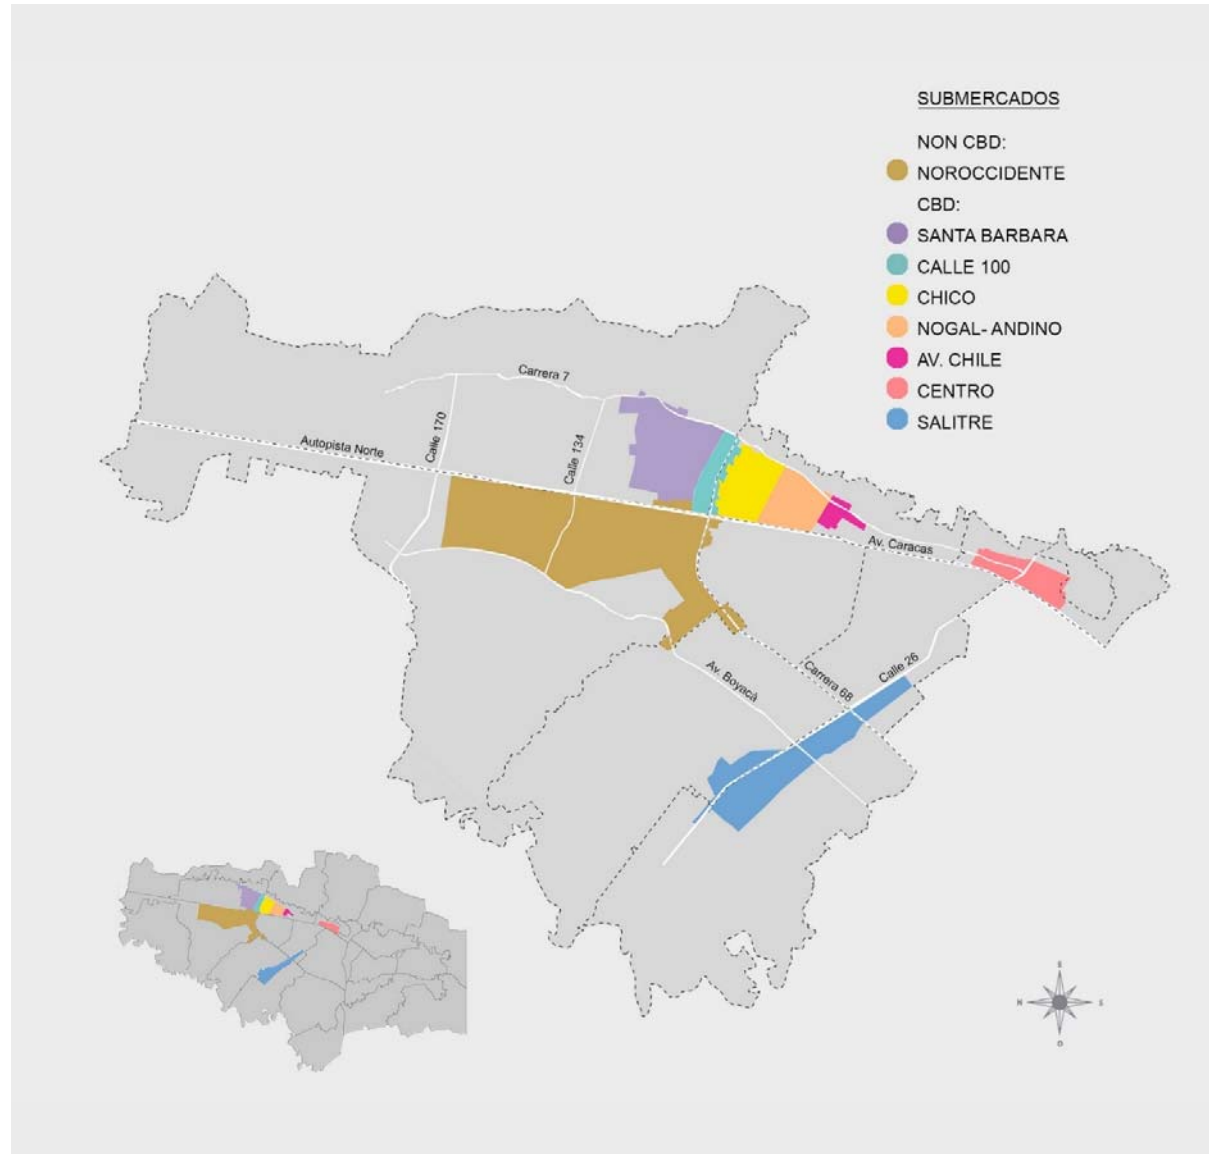 SUBMERCADOS
NON CBD:
NOROCCIDENTE
CBD:
SANTA BARBARA
CALLE 100
CHICO
NOGAL- ANDINO
AV. CHILE
CENTRO
SALITRE
Carrera 7
Calle 170
Autopista Norte
Calle 134
Av. Caracas
Calle 26
Av. Boyacá
Carrera 68
E
N
S
O